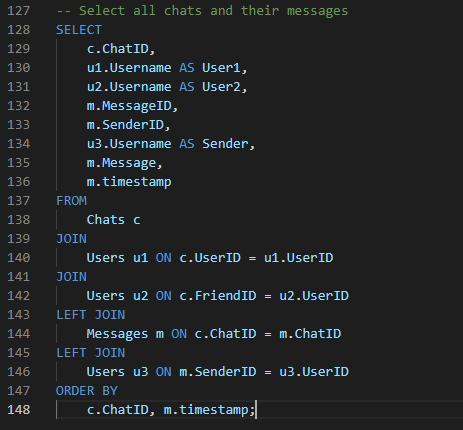 127 -- Select all chats and their messages
128 SELECT
129     c.ChatID,
130     u1.Username AS User1,
131     u2.Username AS User2,
132     m.MessageID,
133     m.SenderID,
134     u3.Username AS Sender,
135     m.Message,
136     m.timestamp
137 FROM
138     Chats c
139 JOIN
140     Users u1 ON c.UserID = u1.UserID
141 JOIN
142     Users u2 ON c.FriendID = u2.UserID
143 LEFT JOIN
144     Messages m ON c.ChatID = m.ChatID
145 LEFT JOIN
146     Users u3 ON m.SenderID = u3.UserID
147 ORDER BY
148     c.ChatID, m.timestamp;